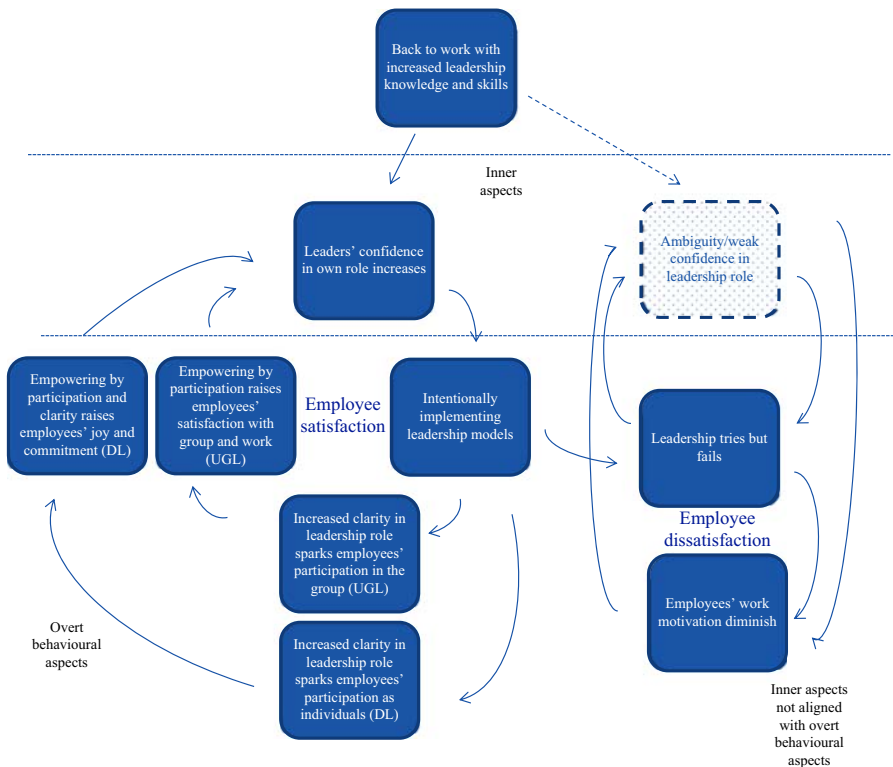 Back to work with
increased leadership
knowledge and skills
Inner
aspects
Leaders’ confidence
in own role increases
Ambiguity/weak
confidence in
leadership role
Empowering by
participation and
clarity raises
employees’ joy and
commitment (DL)
Empowering by
participation raises
employees’
satisfaction with
group and work
(UGL)
Employee
satisfaction
Intentionally
implementing
leadership models
Leadership tries but
fails
Increased clarity in
leadership role
sparks employees’
participation in the
group (UGL)
Employee
dissatisfaction
Employees’ work
motivation diminish
Overt
behavioural
aspects
Increased clarity in
leadership role
sparks employees’
participation as
individuals (DL)
Inner aspects
not aligned
with overt
behavioural
aspects